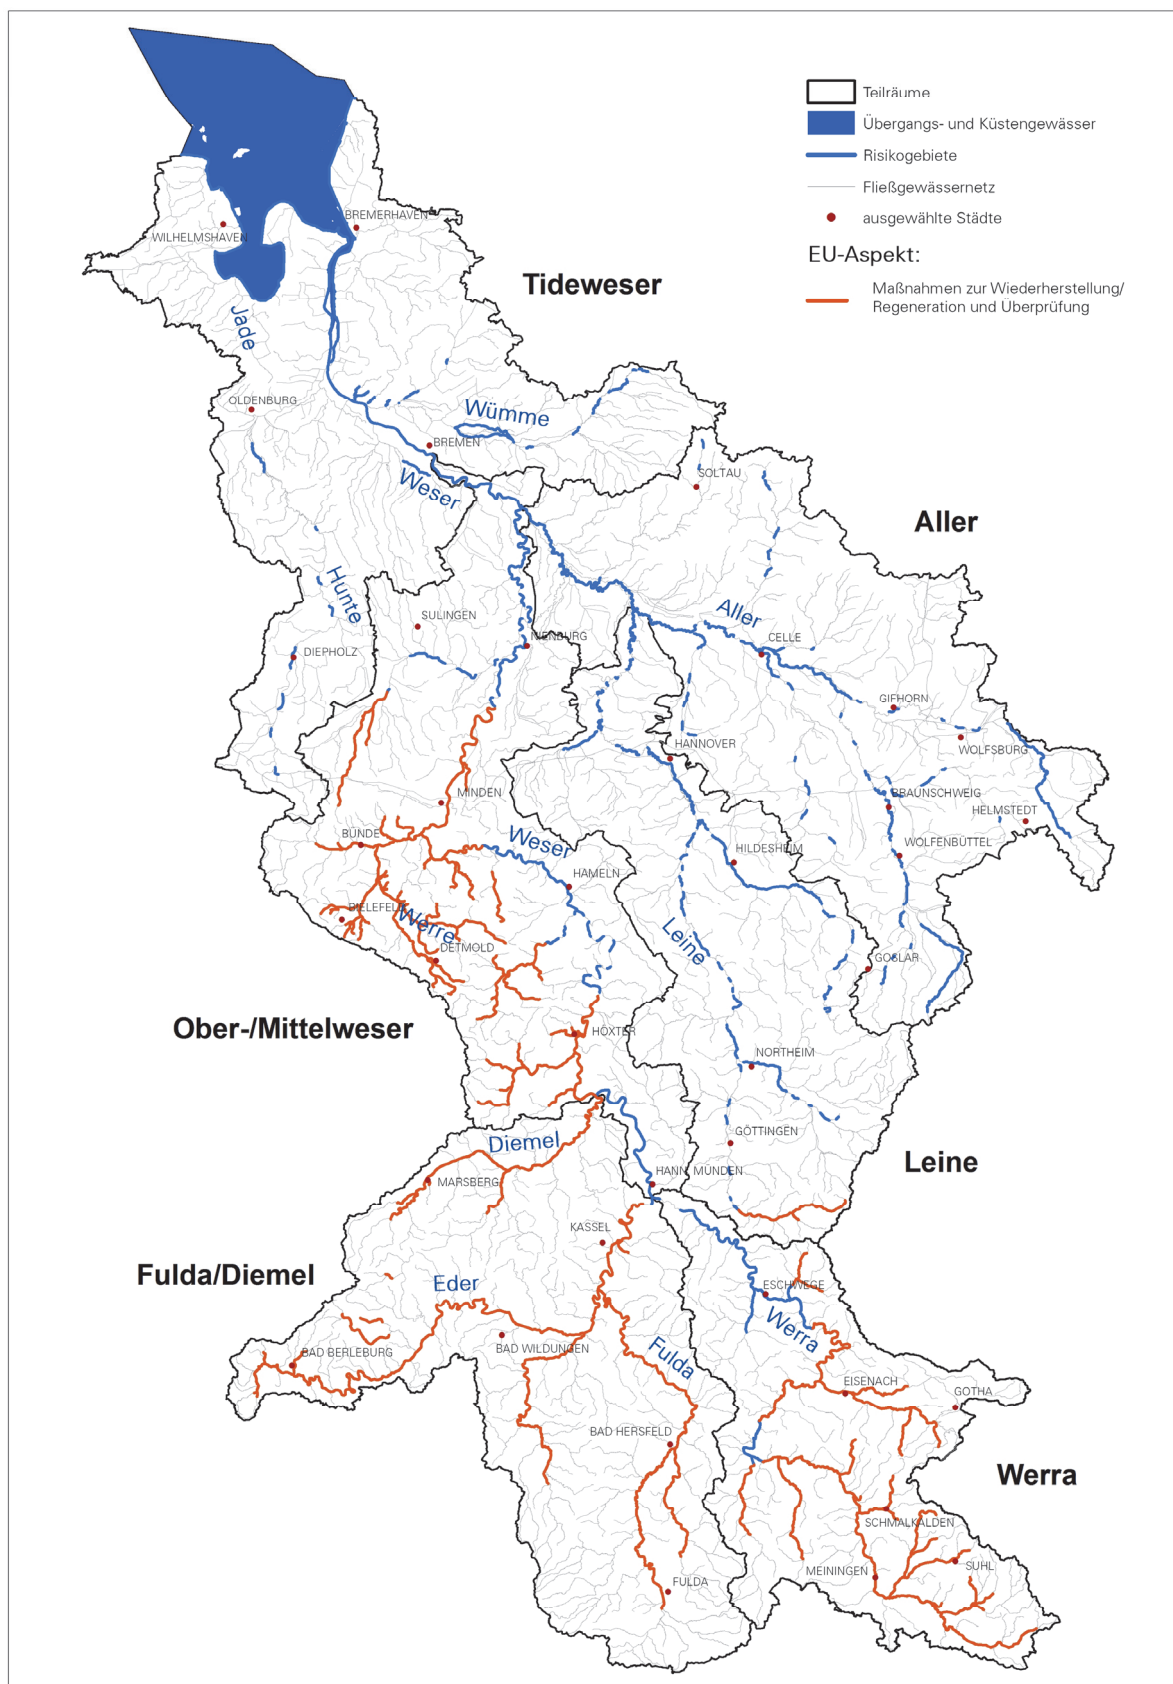 Teilräume
Übergangs- und Küstengewässer
Risikogebiete
Fließgewässernetz
ausgewählte Städte
EU-Aspekt:
Maßnahmen zur Wiederherstellung/
Regeneration und Überprüfung
BREMERHAVEN
WILHELMSHAVEN
Tideweser
Jade
OLDENBURG
Wümme
BREMEN
Weser
SOLTAU
Aller
Hunte
SULINGEN
Aller
NIENBURG
CELLE
DIEPHOLZ
GIFHORN
HANNOVER
WOLFSBURG
MINDEN
BRAUNSCHWEIG
HELMSTEDT
BÜNDE
Weser
HILDESHEIM
WOLFENBÜTTEL
HAMELN
BIELEFELD
Werre
DETMOLD
Leine
GOSLAR
Ober-/Mittelweser
HÖXTER
NORTHEIM
GÖTTINGEN
Diemel
Leine
HANN. MÜNDEN
MARSBERG
KASSEL
Fulda/Diemel
Eder
ESCHWEGE
Werra
BAD WILDUNGEN
Fulda
BAD BERLEBURG
EISENACH
GOTHA
BAD HERSFELD
Werra
SCHMALKALDEN
SUHL
MEININGEN
FULDA